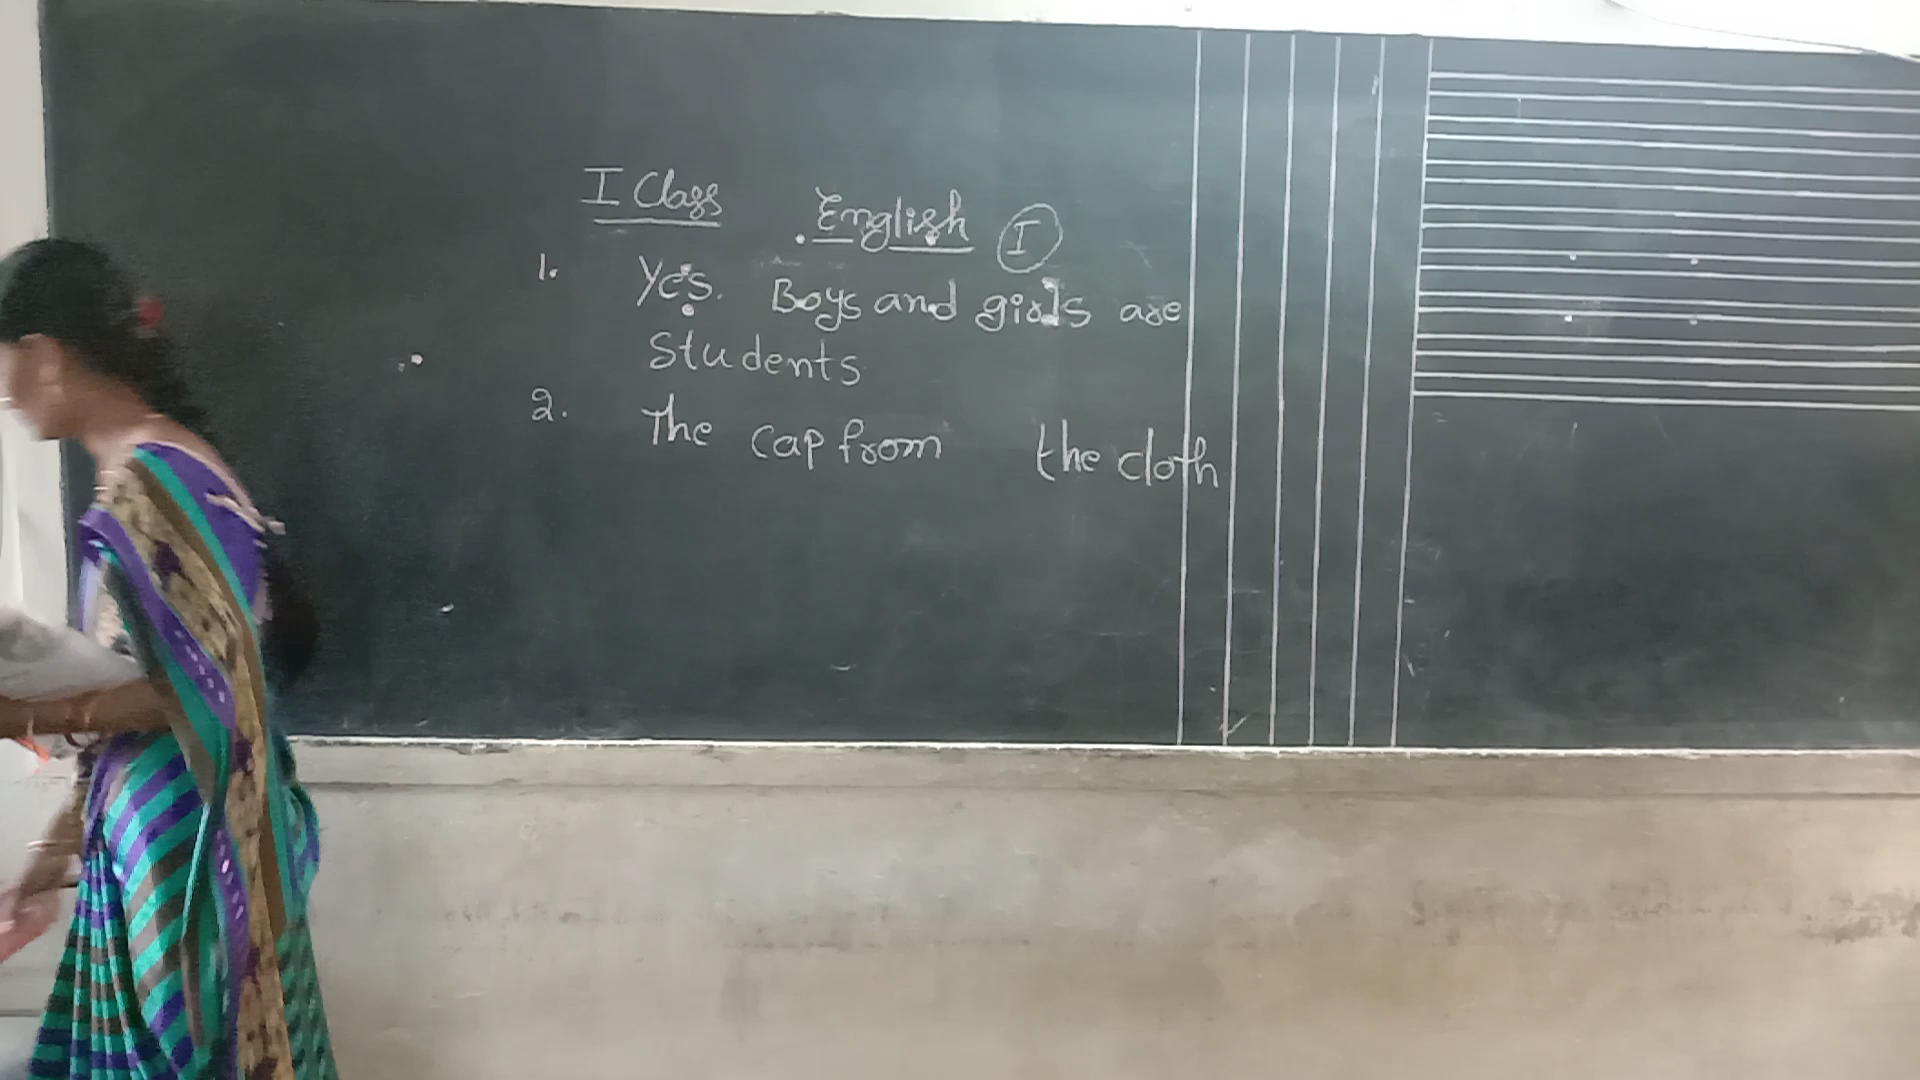 I Class English I
1. Yes. Boys and girls are
Students
2. The cap from the cloth